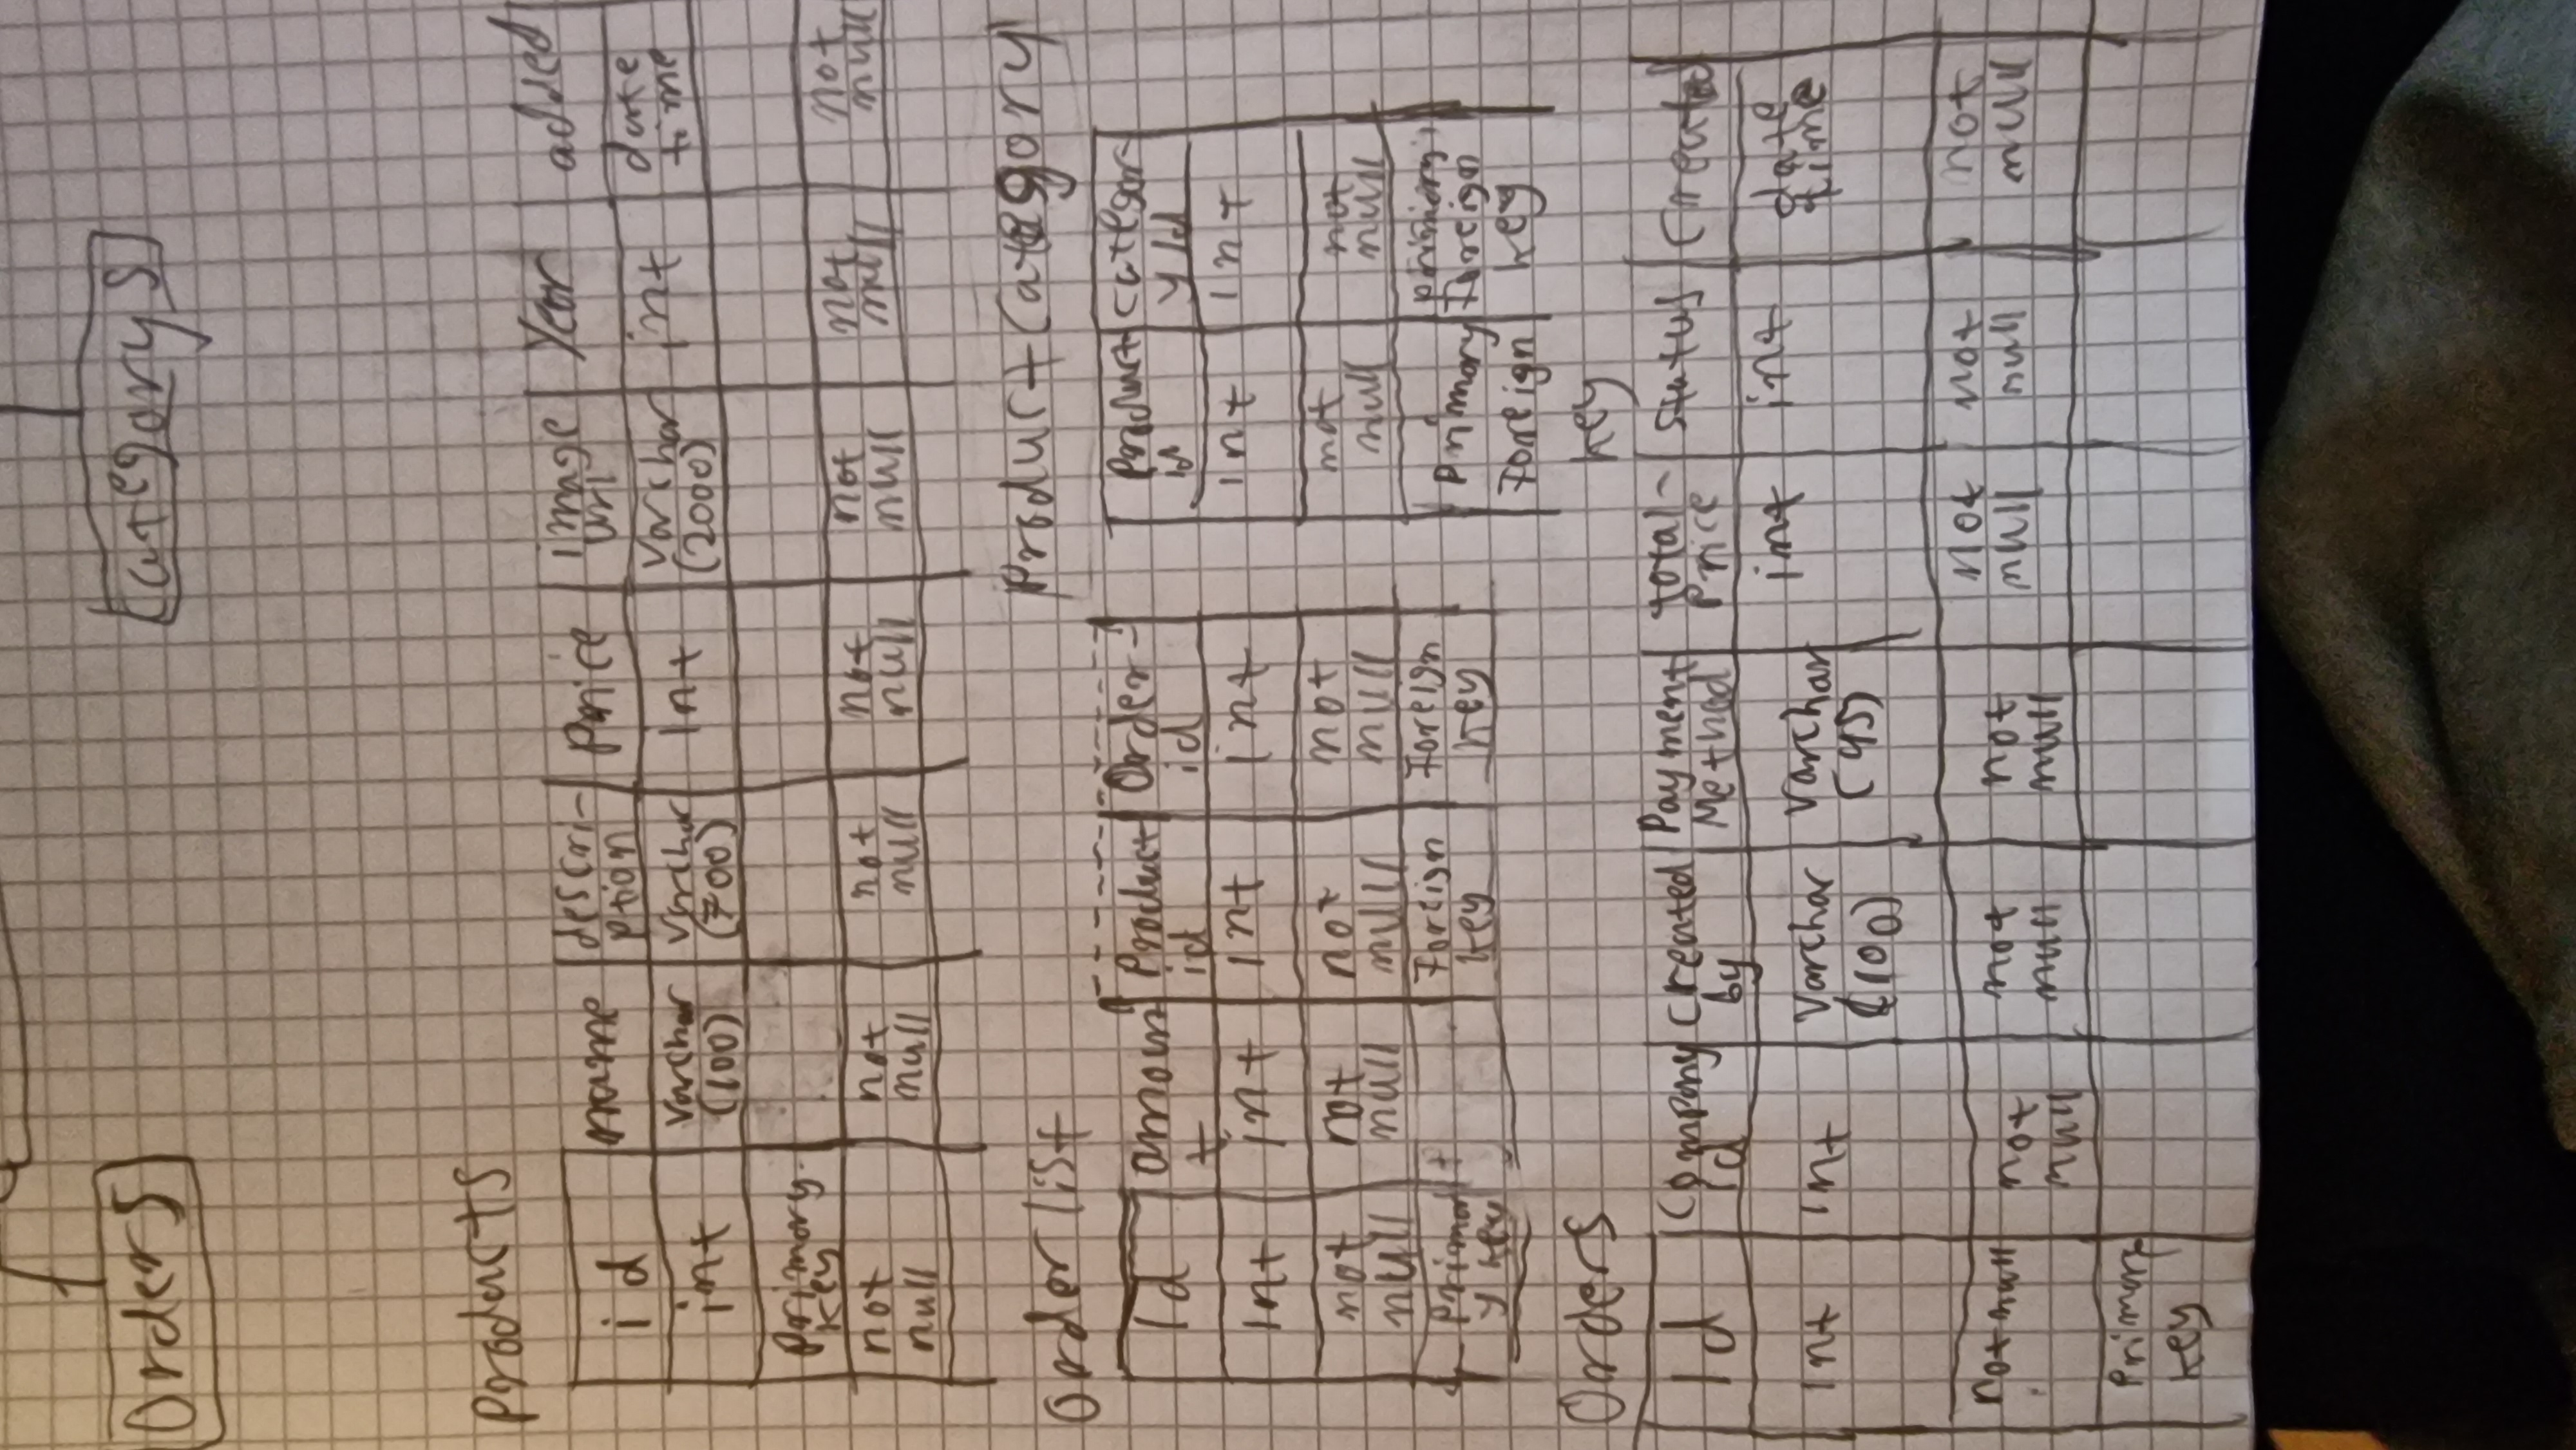 Orders
Categorys
Products
id
name
descri-
ption
Price
image
url
Year
added
int
Varchar
(100)
Varchar
(700)
Int
Varchar
(2000)
int
date
time
Primary
key
not
null
not
null
not
null
not
null
not
null
not
null
not
null
Order list
Product Category
Id
amoun
t
Product
id
Order-
id
Product
id
categor-
y Id
Int
int
int
int
int
int
not
null
not
null
not
null
not
null
not
null
not
null
Primar
y key
Foreign
key
Foreign
key
Primary
Foreign
key
Primary
Foreign
key
Orders
Id
Company
Id
Created
by
Payment
Method
total-
Price
Status
Created
Int
Int
Varchar
(100)
Varchar
(45)
int
int
date
time
not null
not
null
not
null
not
null
not
null
not
null
not
null
Primary
key